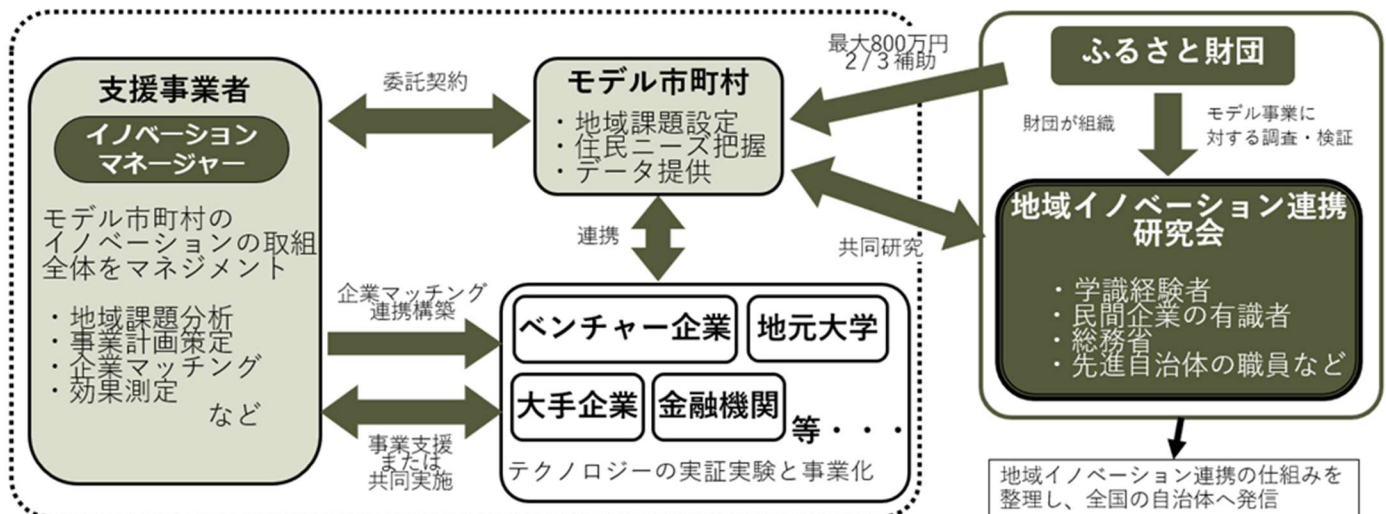 支援事業者
イノベーション
マネージャー
モデル市町村の
イノベーションの取組
全体をマネジメント
・地域課題分析
・事業計画策定
・企業マッチング
・効果測定
など
委託契約
モデル市町村
・地域課題設定
・住民ニーズ把握
・データ提供
最大800万円
2/3補助
連携
共同研究
企業マッチング
連携構築
事業支援
または
共同実施
ベンチャー企業
地元大学
大手企業
金融機関
等・・・
テクノロジーの実証実験と事業化
ふるさと財団
財団が組織
モデル事業に
対する調査・検証
地域イノベーション連携
研究会
・学識経験者
・民間企業の有識者
・総務省
・先進自治体の職員など
地域イノベーション連携の仕組みを
整理し、全国の自治体へ発信